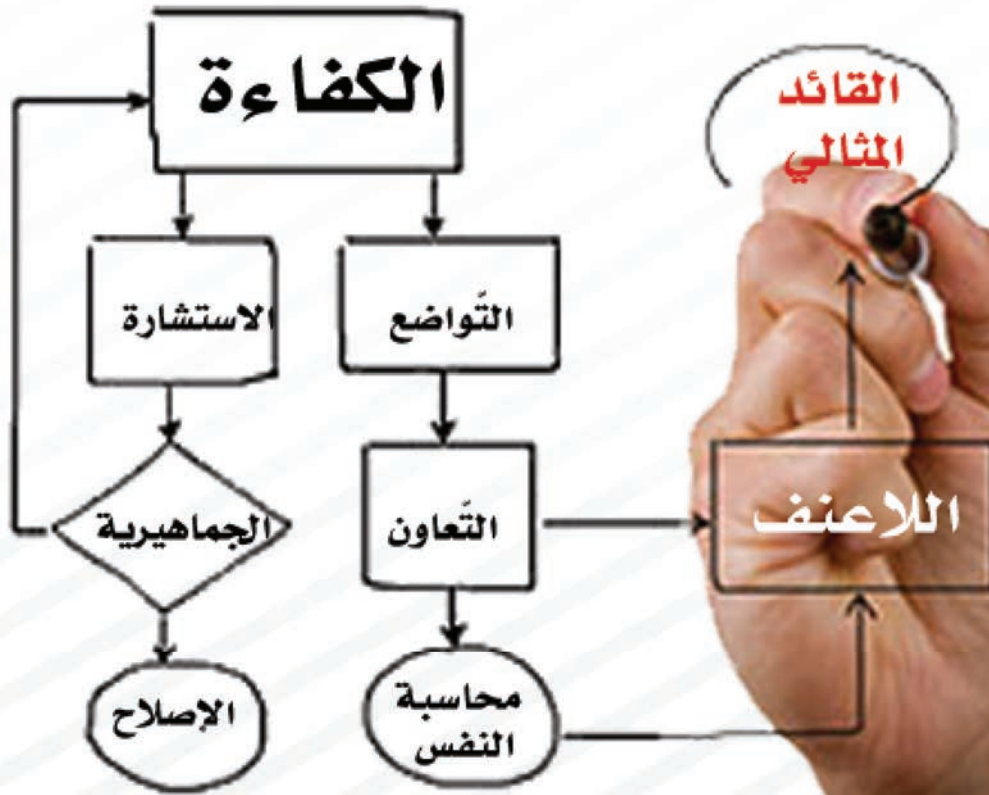 الكفاءة
القائد
المثالي
التّواضع
الاستشارة
التّعاون
اللاعنف
الجماهيرية
محاسبة
النفس
الإصلاح